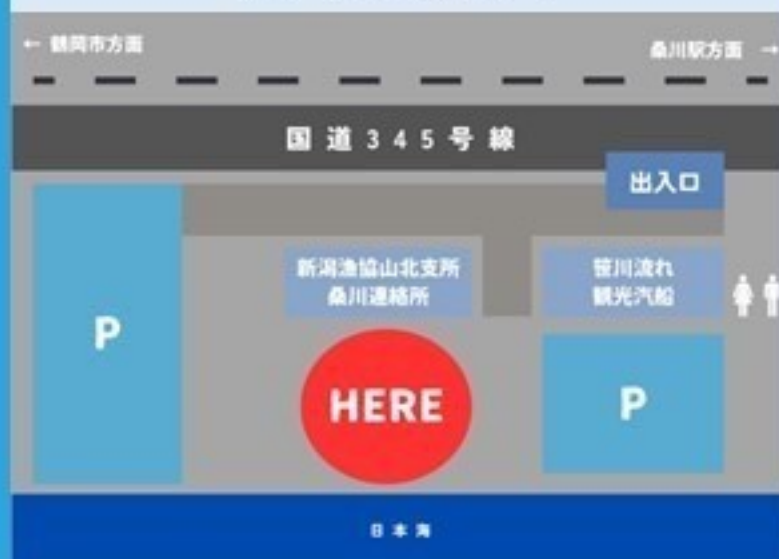 ← 鶴岡市方面
桑川駅方面 →
国道345号線
出入口
新潟漁協山北支所
桑川連絡所
笹川流れ
観光汽船
P
HERE
P
日本海